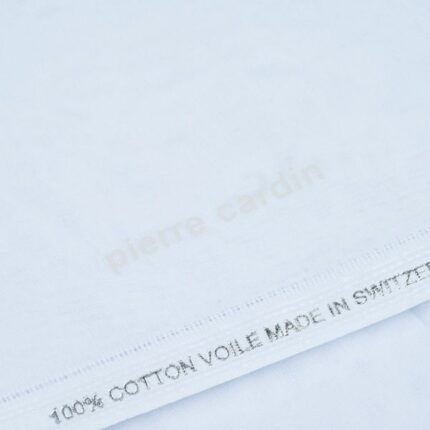 pierre cardin
100% COTTON VOILE MADE IN SWITZER